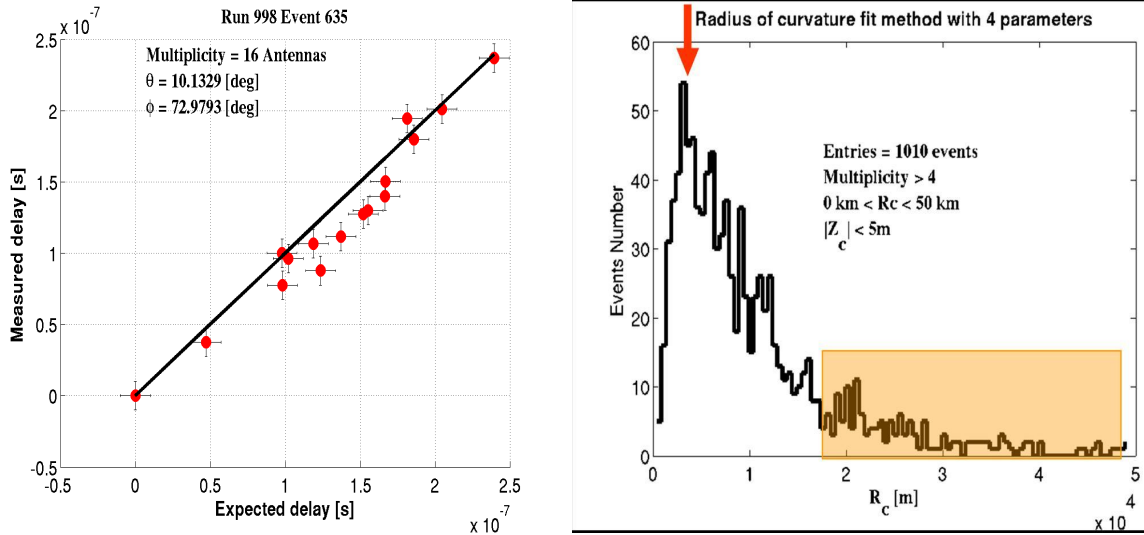 Run 998 Event 635
x 10^-7
Multiplicity = 16 Antennas
θ = 10.1329 [deg]
ϕ = 72.9793 [deg]
Measured delay [s]
2.5
2
1.5
1
0.5
0
-0.5
-0.5
0
0.5
1
1.5
2
2.5
Expected delay [s]
x 10^-7
Radius of curvature fit method with 4 parameters
Entries = 1010 events
Multiplicity > 4
0 km < Rc < 50 km
|Z_c| < 5m
Events Number
60
50
40
30
20
10
0
0
1
2
3
4
5
R_c [m]
x 10^4